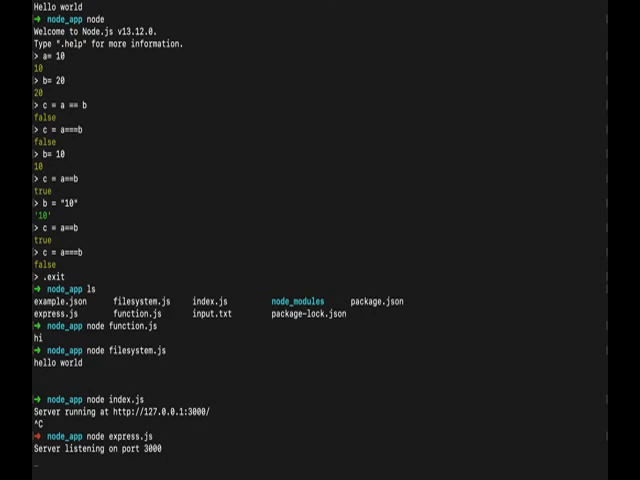 Hello world
➜ node_app node
Welcome to Node.js v13.12.0.
Type ".help" for more information.
> a= 10
10
> b= 20
20
> c = a == b
false
> c = a===b
false
> b= 10
10
> c = a==b
true
> b = "10"
'10'
> c = a==b
true
> c = a===b
false
> .exit
➜ node_app ls
example.json filesystem.js index.js node_modules package.json
express.js function.js input.txt package-lock.json
➜ node_app node function.js
hi
➜ node_app node filesystem.js
hello world
➜ node_app node index.js
Server running at http://127.0.0.1:3000/
^C
➜ node_app node express.js
Server listening on port 3000